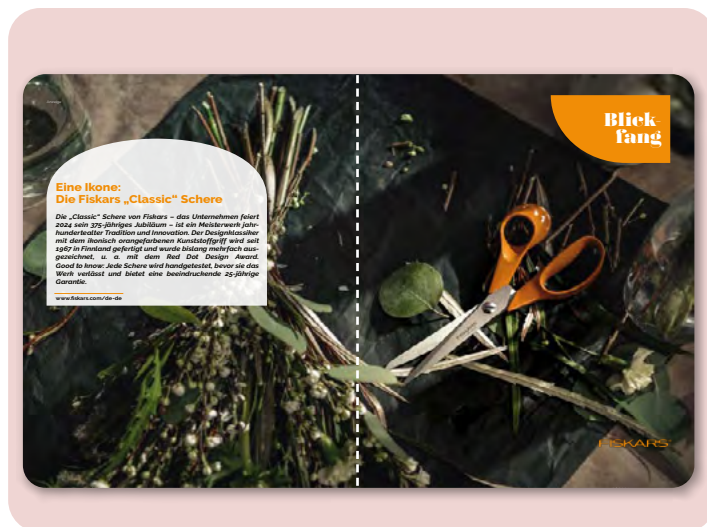 Blick-
fang
Eine Ikone:
Die Fiskars „Classic“ Schere
Die „Classic“ Schere von Fiskars – das Unternehmen feiert
2024 sein 375-jähriges Jubiläum – ist ein Meisterwerk jahr-
hundertealter Tradition und Innovation. Der Designklassiker
mit dem ikonisch orangefarbenen Kunststoffgriff wird seit
1967 in Finnland gefertigt und wurde bislang mehrfach aus-
gezeichnet, u. a. mit dem Red Dot Design Award.
Good to know: Jede Schere wird handgetestet, bevor sie das
Werk verlässt und bietet eine beeindruckende 25-jährige
Garantie.
www.fiskars.com/de-de
FISKARS